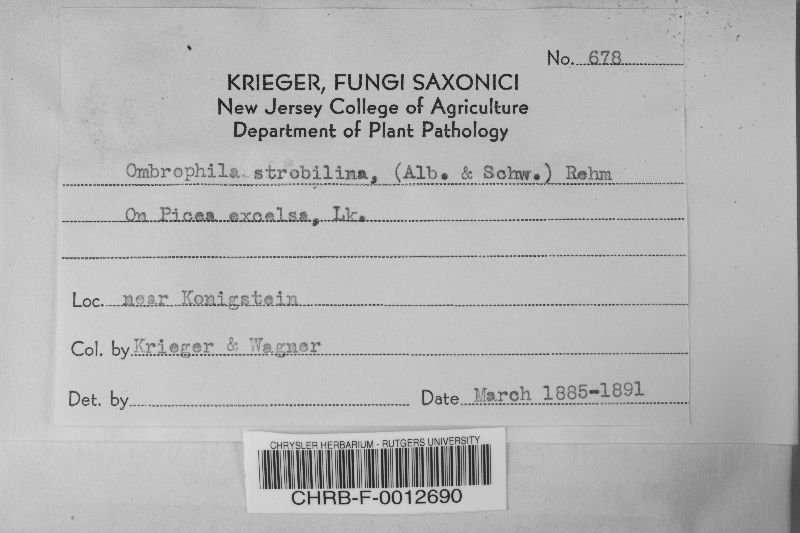 No. 678
KRIEGER, FUNGI SAXONICI
New Jersey College of Agriculture
Department of Plant Pathology
Ombrophila strobilina, (Alb. & Schw.) Rehm
On Picea excelsa, Lk.
Loc. near Konigstein
Col. by Krieger & Wagner
Det. by Date March 1885-1891
CHRYSLER HERBARIUM - RUTGERS UNIVERSITY
CHRB-F-0012690